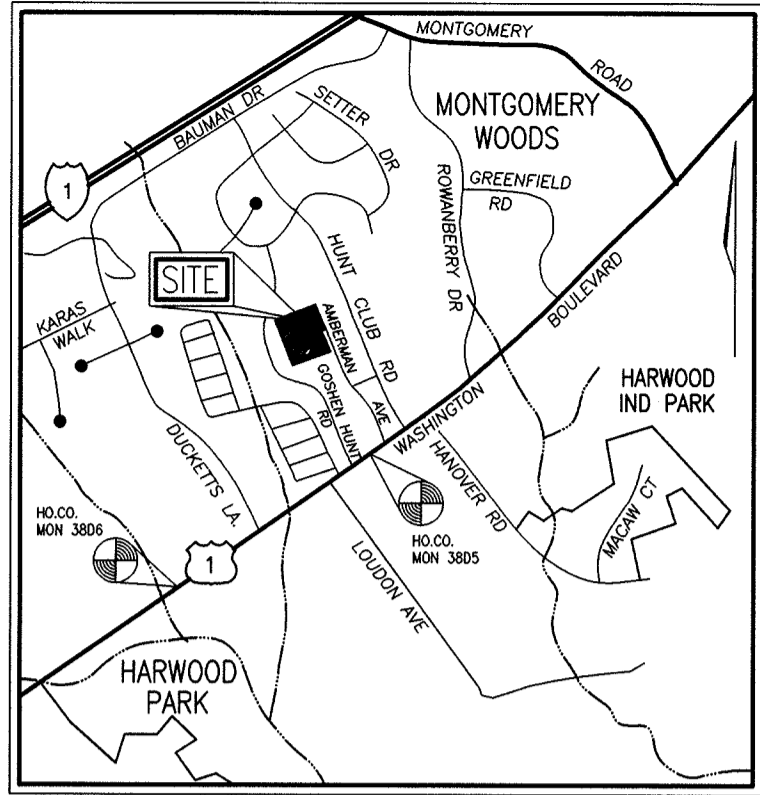 MONTGOMERY
ROAD
BAUMAN DR
SETTER
DR
MONTGOMERY
WOODS
1
GREENFIELD
RD
ROWANBERRY DR
HUNT CLUB RD
BOULEVARD
SITE
KARAS
WALK
AMBERMAN
AVE
GOSHEN HUNT
RD
WASHINGTON
HARWOOD
IND PARK
DUCKETTS LA.
HANOVER RD
MACAW CT
HO.CO.
MON 38D6
HO.CO.
MON 38D5
1
LOUDON AVE
HARWOOD
PARK